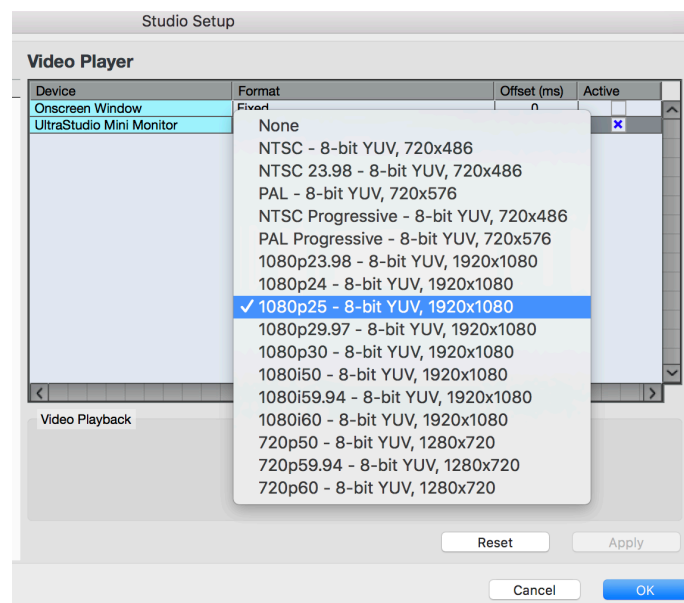 Studio Setup
Video Player
Device Format Offset (ms) Active
Onscreen Window Fixed 0
UltraStudio Mini Monitor
None
NTSC - 8-bit YUV, 720x486
NTSC 23.98 - 8-bit YUV, 720x486
PAL - 8-bit YUV, 720x576
NTSC Progressive - 8-bit YUV, 720x486
PAL Progressive - 8-bit YUV, 720x576
1080p23.98 - 8-bit YUV, 1920x1080
1080p24 - 8-bit YUV, 1920x1080
✓ 1080p25 - 8-bit YUV, 1920x1080
1080p29.97 - 8-bit YUV, 1920x1080
1080p30 - 8-bit YUV, 1920x1080
1080i50 - 8-bit YUV, 1920x1080
1080i59.94 - 8-bit YUV, 1920x1080
1080i60 - 8-bit YUV, 1920x1080
720p50 - 8-bit YUV, 1280x720
720p59.94 - 8-bit YUV, 1280x720
720p60 - 8-bit YUV, 1280x720
Video Playback
Reset Apply
Cancel OK